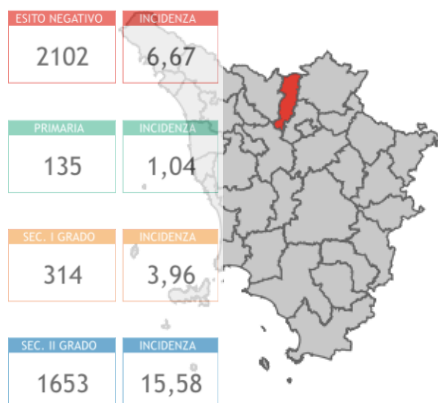 ESITO NEGATIVO INCIDENZA
2102 6,67
PRIMARIA INCIDENZA
135 1,04
SEC. I GRADO INCIDENZA
314 3,96
SEC. II GRADO INCIDENZA
1653 15,58